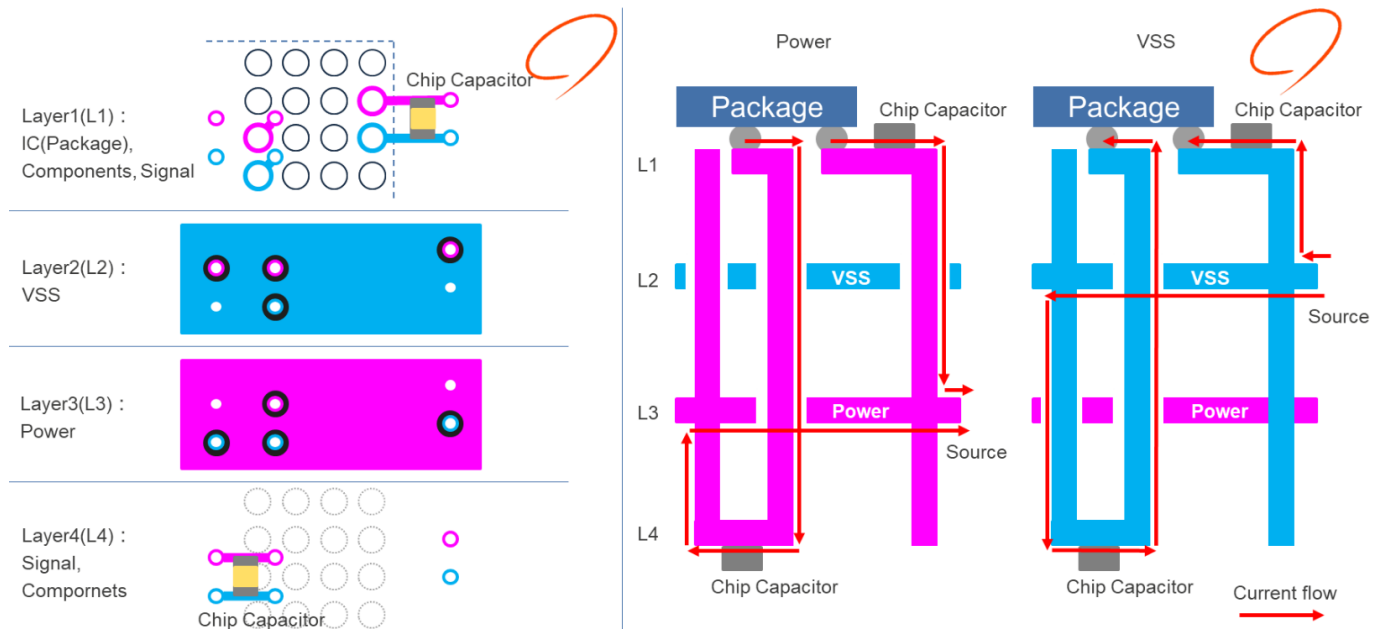 Chip Capacitor
Layer1(L1):
IC(Package),
Components, Signal
Layer2(L2):
VSS
Layer3(L3):
Power
Layer4(L4):
Signal,
Compornets
Chip Capacitor
Power
Package
Chip Capacitor
L1
L2
VSS
L3
Power
Source
L4
Chip Capacitor
VSS
Package
Chip Capacitor
VSS
Source
Power
Chip Capacitor
Current flow